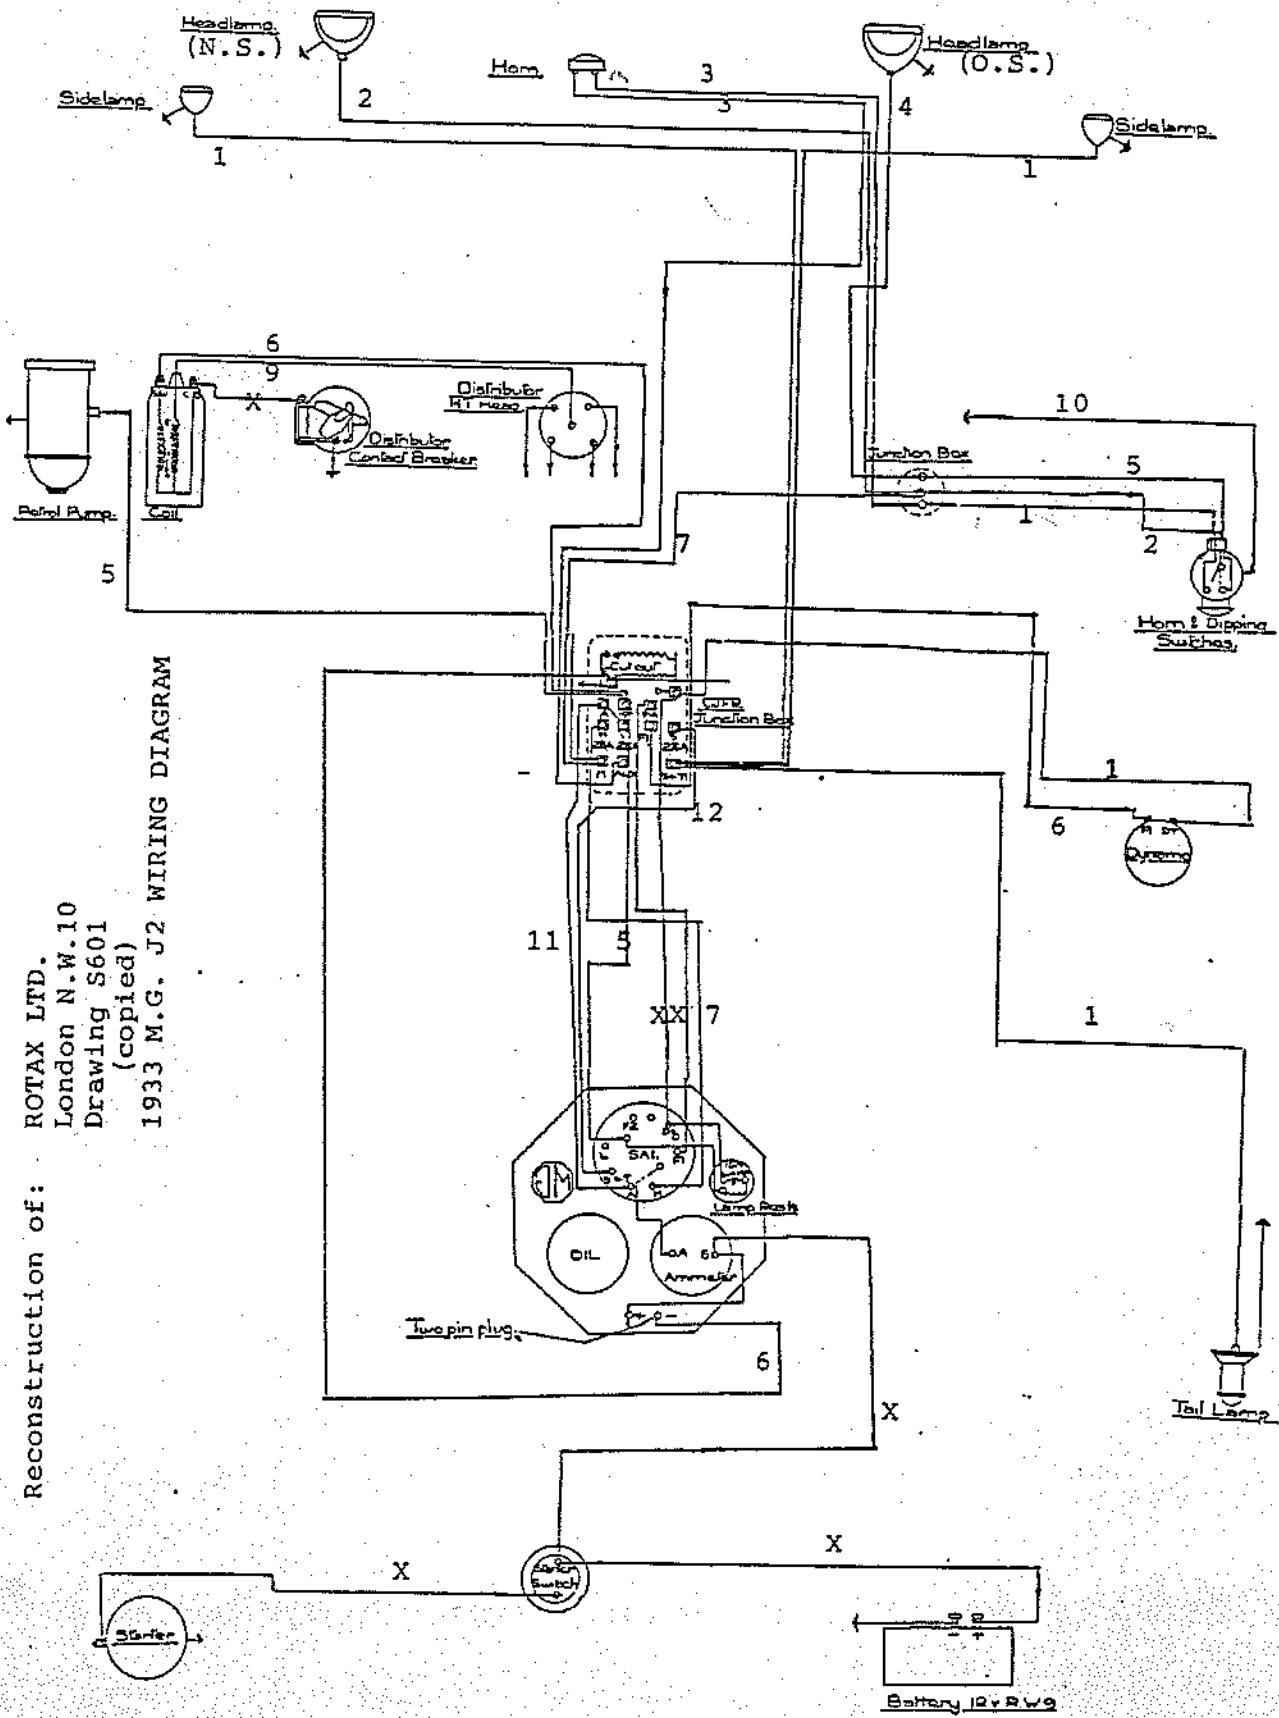 Headlamp
(N.S.)
Headlamp
(O.S.)
Horn
Sidelamp
Sidelamp
2
3
3
4
1
1
6
9
X
10
Distributor
HT Head
Distributor
Contact Breaker
Junction Box
5
1
2
Petrol Pump
Coil
7
5
Horn & Dipping
Switches
Cutout
Junction Box
1
6
12
Dynamo
11
5
XX
7
1
Lamp
OIL
A
Ammeter
Two pin plug
+ -
6
X
Tail Lamp
X
X
Switch
Starter
- +
Battery 12v R.W9
Reconstruction of: ROTAX LTD.
London N.W.10
Drawing S601
(copied)
1933 M.G. J2 WIRING DIAGRAM